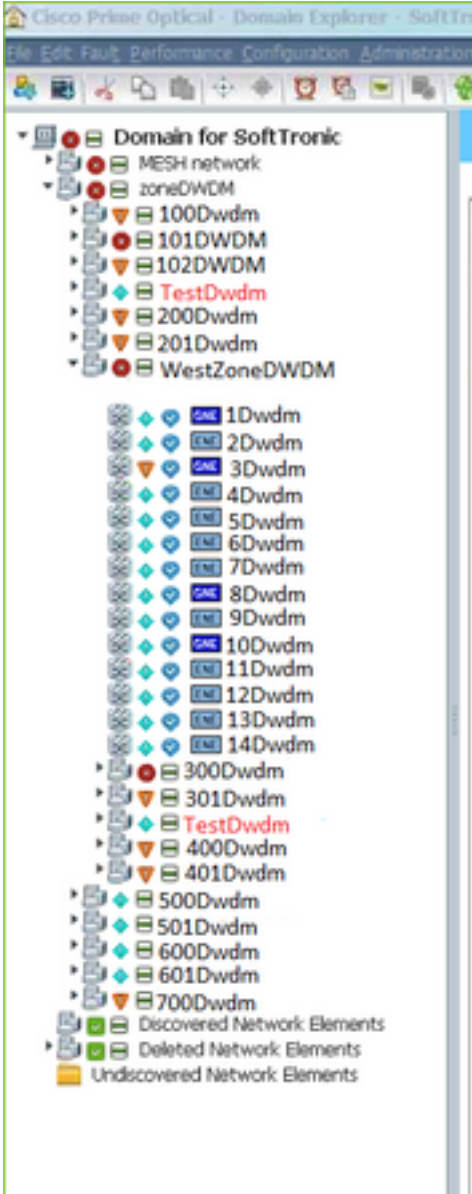 Cisco Prime Optical - Domain Explorer - SoftTr
File Edit Fault Performance Configuration Administration
Domain for SoftTronic
MESH network
zoneDWDM
100Dwdm
101DWDM
102DWDM
TestDwdm
200Dwdm
201Dwdm
WestZoneDWDM
GNE 1Dwdm
ENE 2Dwdm
GNE 3Dwdm
ENE 4Dwdm
ENE 5Dwdm
ENE 6Dwdm
ENE 7Dwdm
GNE 8Dwdm
ENE 9Dwdm
GNE 10Dwdm
ENE 11Dwdm
ENE 12Dwdm
ENE 13Dwdm
ENE 14Dwdm
300Dwdm
301Dwdm
TestDwdm
400Dwdm
401Dwdm
500Dwdm
501Dwdm
600Dwdm
601Dwdm
700Dwdm
Discovered Network Elements
Deleted Network Elements
Undiscovered Network Elements